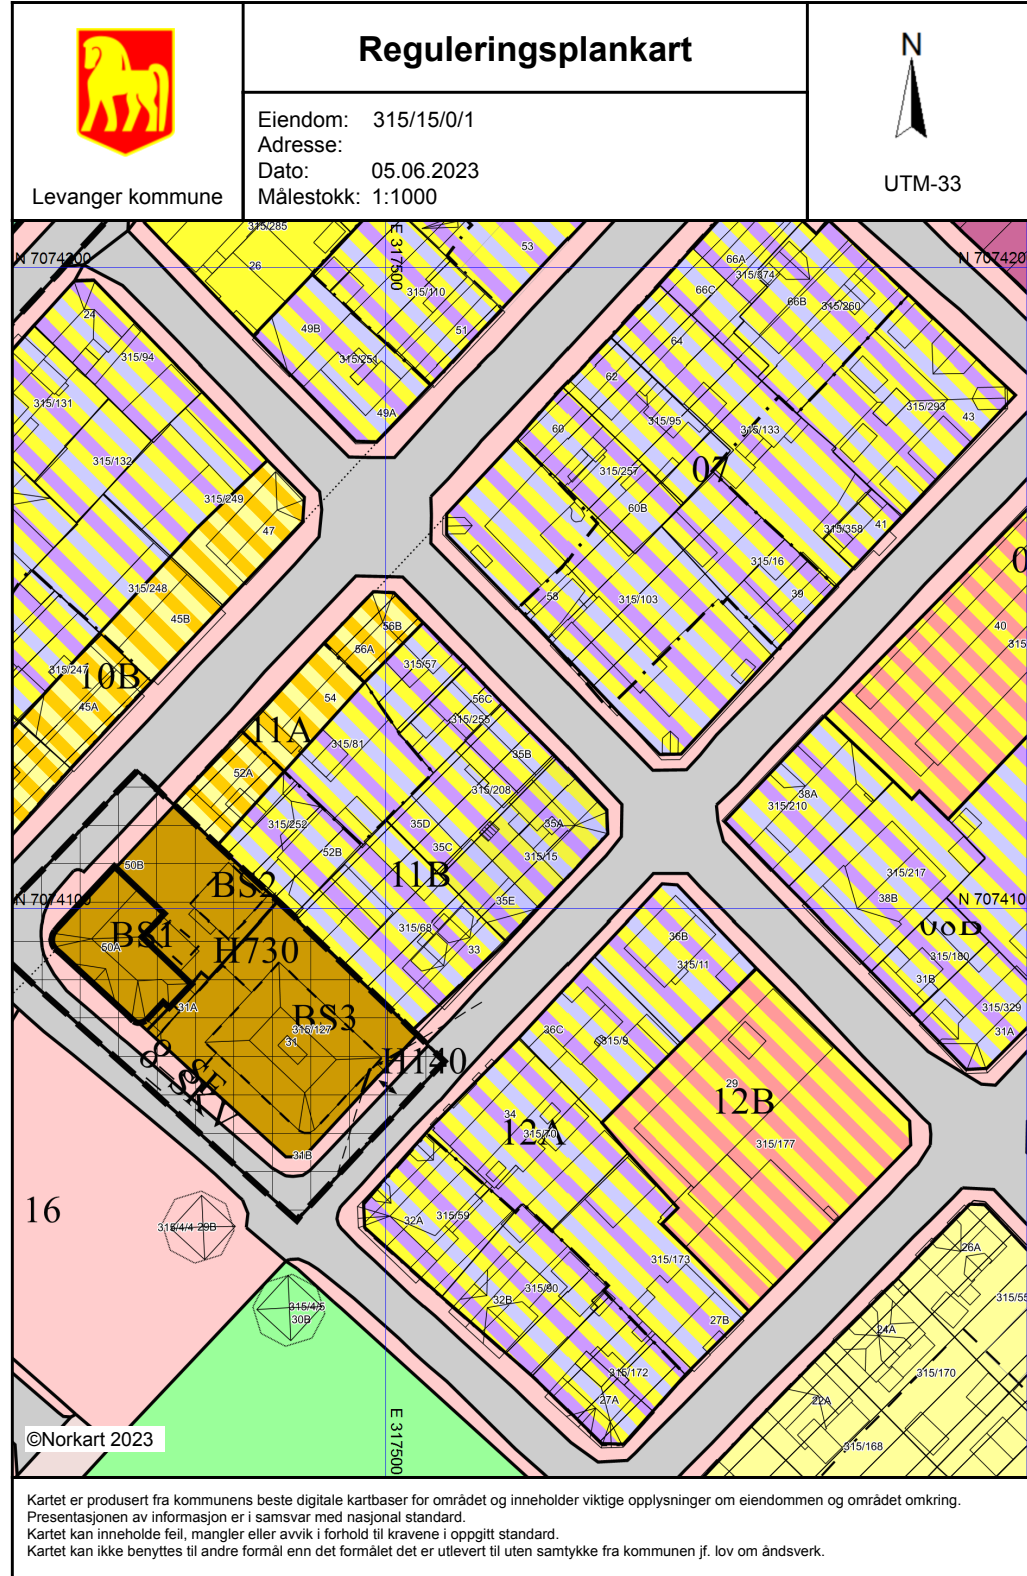 Reguleringsplankart
Levanger kommune
Eiendom: 315/15/0/1
Adresse:
Dato: 05.06.2023
Målestokk: 1:1000
N
UTM-33
315/285
26
53
66A
315/374
N 7074200
E 317500
N 7074200
66C
66B
315/260
24
315/110
49B
51
64
315/94
315/251
62
315/293
43
315/131
49A
60
315/95
315/133
315/132
07
315/257
315/249
60B
315/358
41
47
315/16
315/248
58
315/103
39
45B
56B
40
56A
315/247
10B
315/57
45A
54
56C
11A
315/255
315/81
35B
52A
38A
315/210
315/208
315/252
35D
35A
52B
35C
315/15
50B
11B
315/217
BS2
38B
N 7074100
35E
N 707410
BS1
315/68
36B
08B
50A
H730
33
315/11
315/180
31B
31A
BS3
315/329
315/127
36C
31A
31
315/9
H140
29
8 SKV
34
12B
12A
315/70
315/177
31B
16
32A
315/59
315/4/4 29B
26A
315/173
315/90
315/55
315/4/5
32B
30B
27B
24A
315/172
315/170
27A
22A
E 317500
©Norkart 2023
315/168
Kartet er produsert fra kommunens beste digitale kartbaser for området og inneholder viktige opplysninger om eiendommen og området omkring.
Presentasjonen av informasjon er i samsvar med nasjonal standard.
Kartet kan inneholde feil, mangler eller avvik i forhold til kravene i oppgitt standard.
Kartet kan ikke benyttes til andre formål enn det formålet det er utlevert til uten samtykke fra kommunen jf. lov om åndsverk.